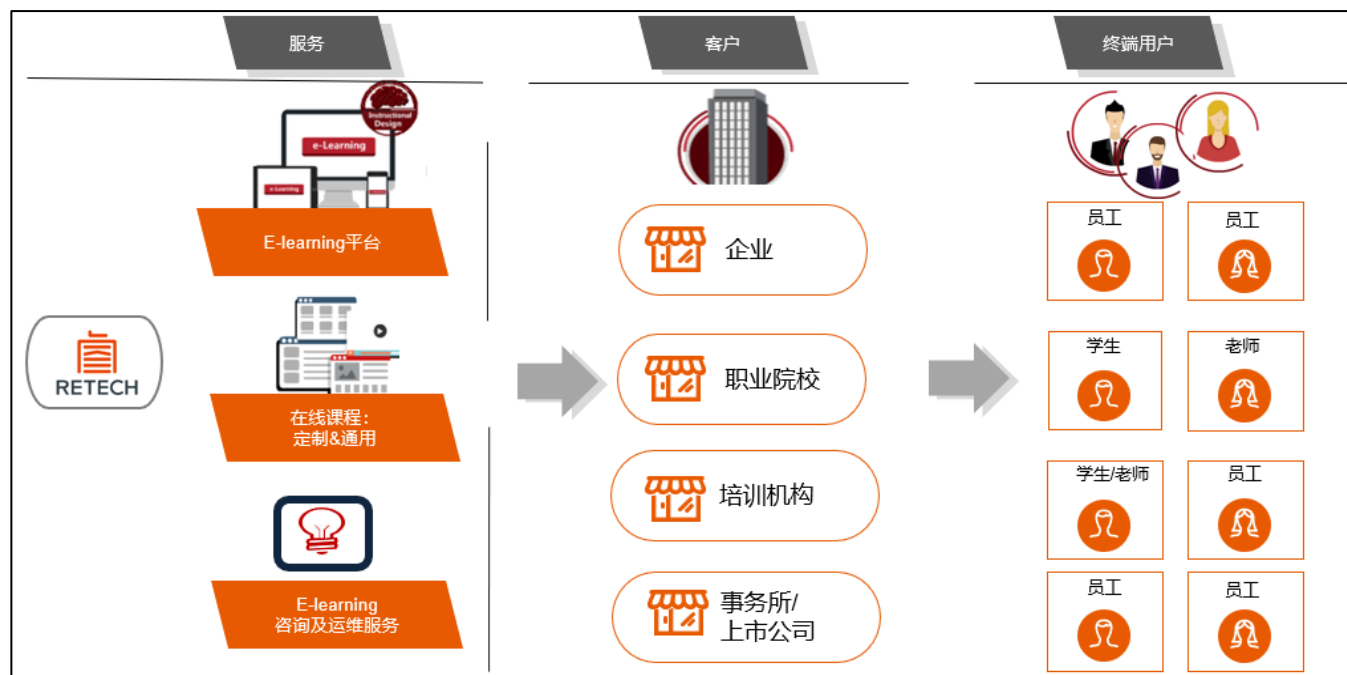 服务
客户
终端用户
Instructional
Design
e-Learning
e-Learning
E-learning平台
企业
员工
员工
RETECH
在线课程：
定制&通用
职业院校
学生
老师
培训机构
学生/老师
员工
E-learning
咨询及运维服务
事务所/
上市公司
员工
员工